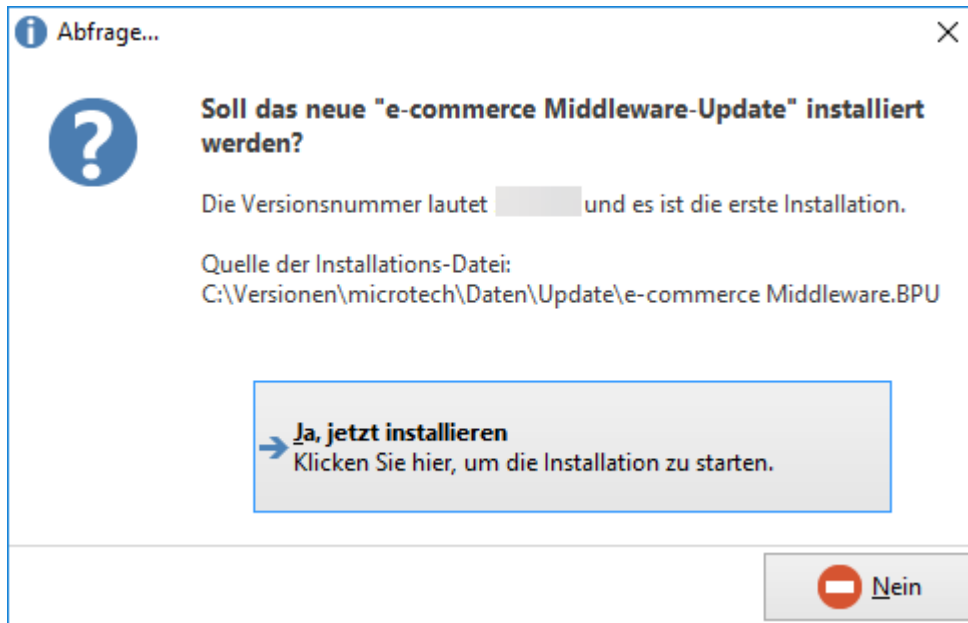 Abfrage...
Soll das neue "e-commerce Middleware-Update" installiert
werden?
Die Versionsnummer lautet und es ist die erste Installation.
Quelle der Installations-Datei:
C:\Versionen\microtech\Daten\Update\e-commerce Middleware.BPU
Ja, jetzt installieren
Klicken Sie hier, um die Installation zu starten.
Nein